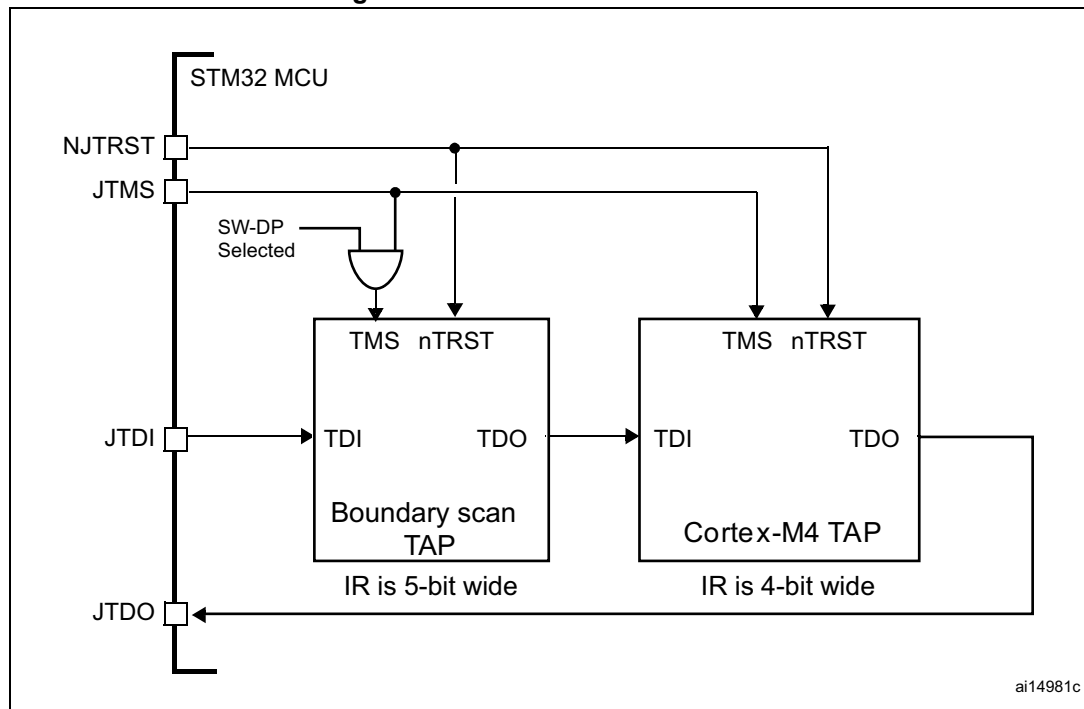 STM32 MCU
NJTRST
JTMS
SW-DP
Selected
TMS nTRST
TMS nTRST
JTDI
TDI
TDO
TDI
TDO
Boundary scan
TAP
Cortex-M4 TAP
IR is 5-bit wide
IR is 4-bit wide
JTDO
ai14981c